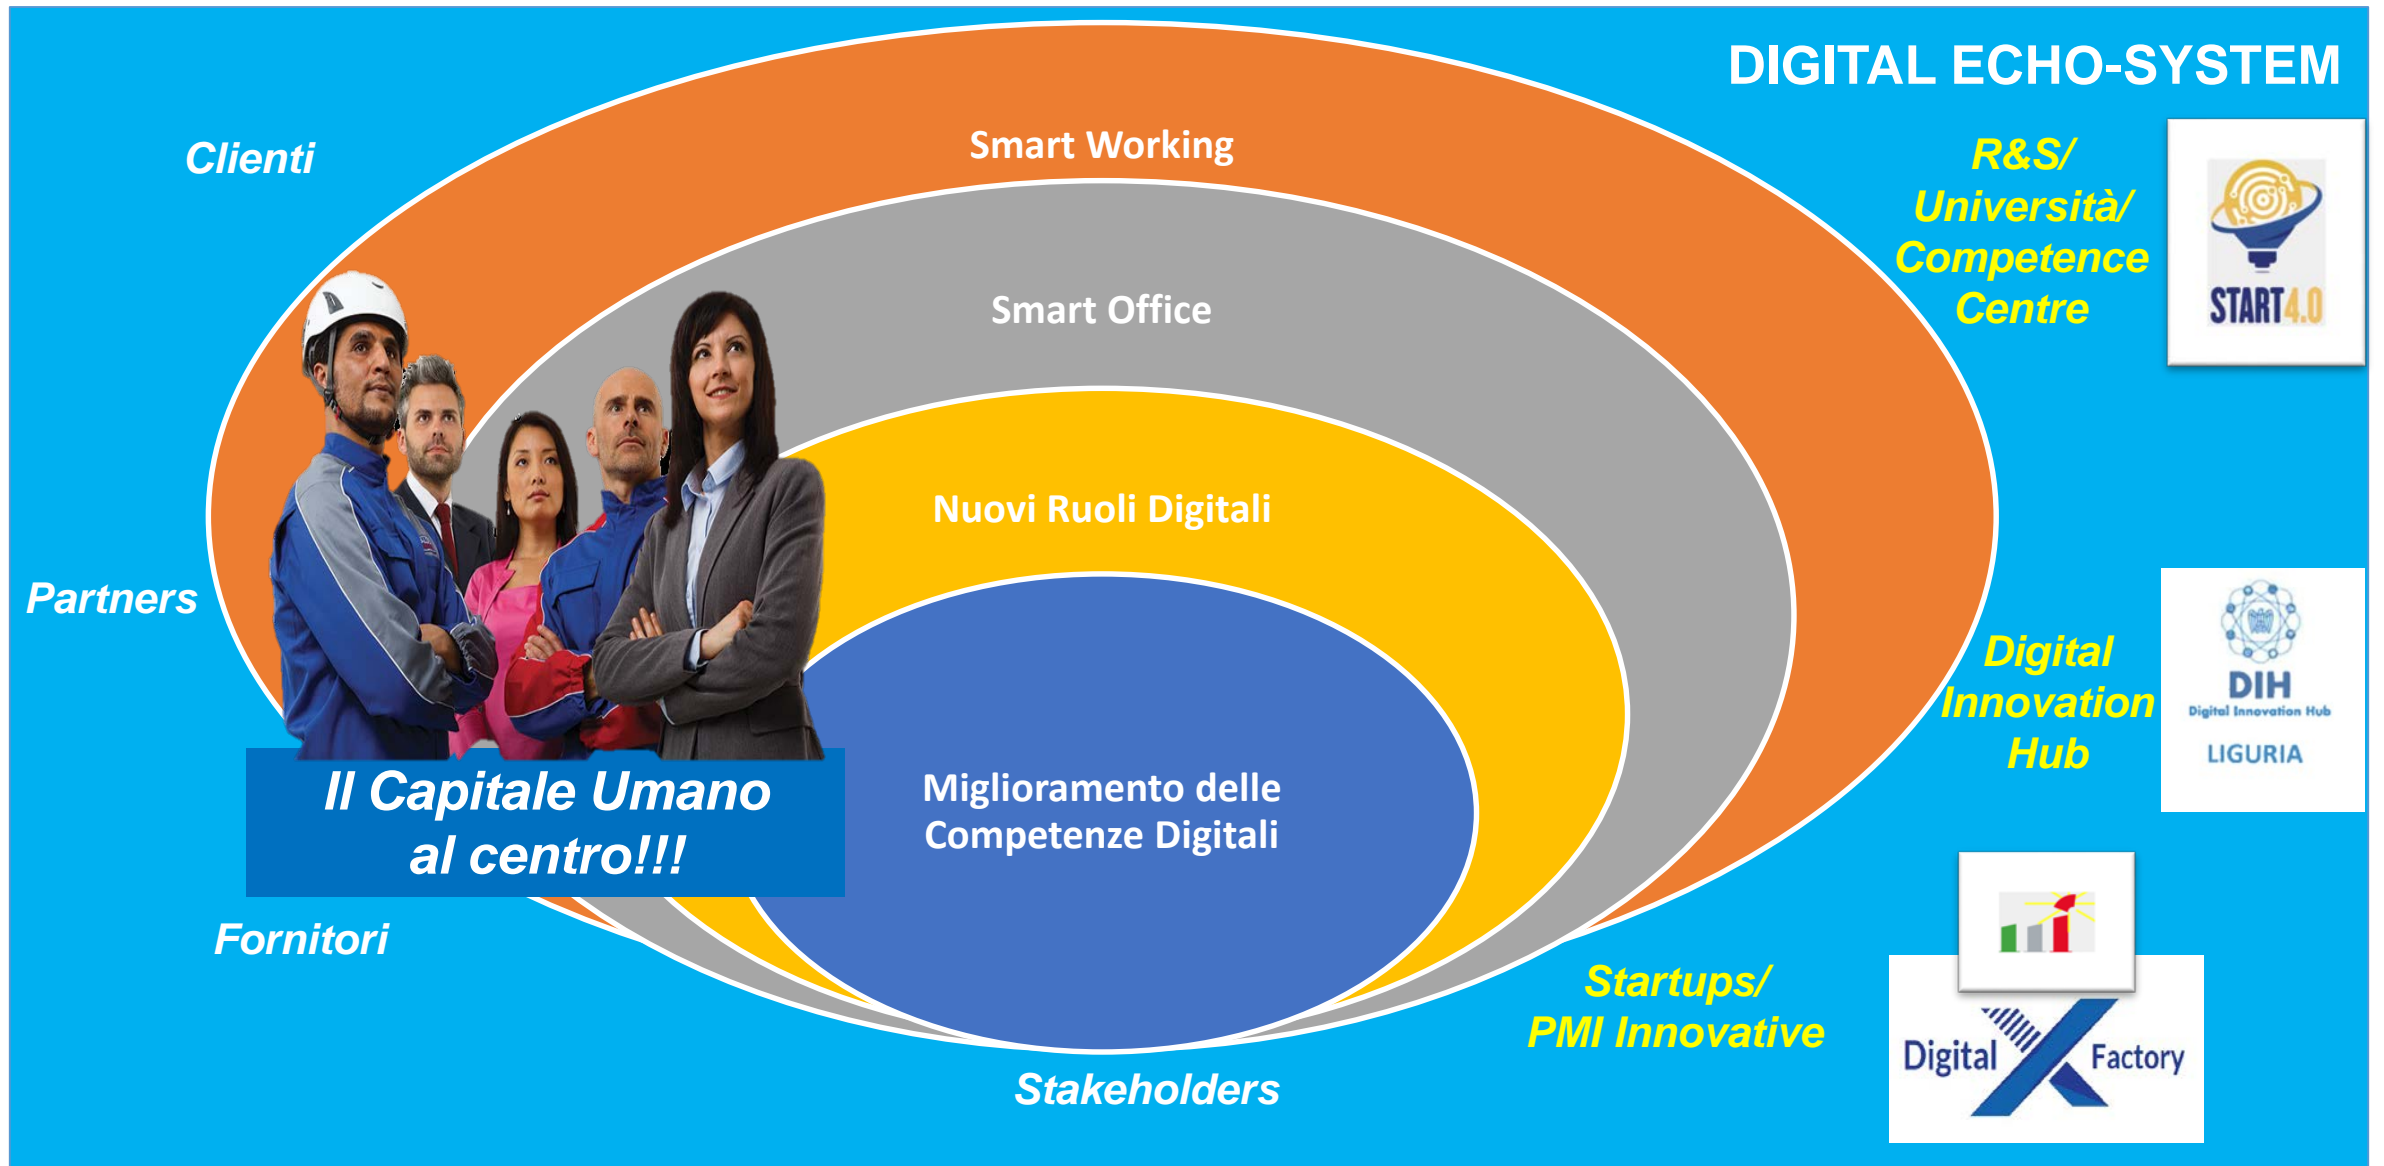 DIGITAL ECHO-SYSTEM
Clienti
Smart Working
R&S/
Università/
Competence
Centre
START4.0
Smart Office
Nuovi Ruoli Digitali
Partners
Digital
Innovation
Hub
DIH
Digital Innovation Hub
LIGURIA
Il Capitale Umano
al centro!!!
Miglioramento delle
Competenze Digitali
Fornitori
Startups/
PMI Innovative
Digital X Factory
Stakeholders